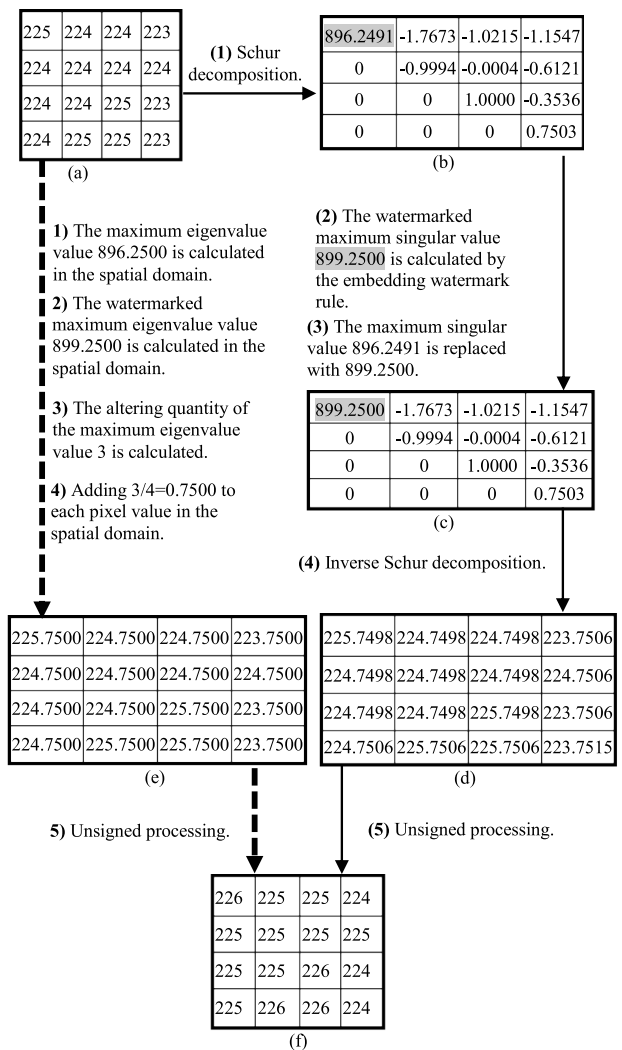 225 224 224 223
224 224 224 224
224 224 225 223
224 225 225 223
(a)
(1) Schur
decomposition.
896.2491 -1.7673 -1.0215 -1.1547
0 -0.9994 -0.0004 -0.6121
0 0 1.0000 -0.3536
0 0 0 0.7503
(b)
1) The maximum eigenvalue
value 896.2500 is calculated
in the spatial domain.
2) The watermarked
maximum eigenvalue value
899.2500 is calculated in the
spatial domain.
3) The altering quantity of
the maximum eigenvalue
value 3 is calculated.
4) Adding 3/4=0.7500 to
each pixel value in the
spatial domain.
(2) The watermarked
maximum singular value
899.2500 is calculated by
the embedding watermark
rule.
(3) The maximum singular
value 896.2491 is replaced
with 899.2500.
899.2500 -1.7673 -1.0215 -1.1547
0 -0.9994 -0.0004 -0.6121
0 0 1.0000 -0.3536
0 0 0 0.7503
(c)
(4) Inverse Schur decomposition.
225.7500 224.7500 224.7500 223.7500
224.7500 224.7500 224.7500 224.7500
224.7500 224.7500 225.7500 223.7500
224.7500 225.7500 225.7500 223.7500
(e)
225.7498 224.7498 224.7498 223.7506
224.7498 224.7498 224.7498 224.7506
224.7498 224.7498 225.7498 223.7506
224.7506 225.7506 225.7506 223.7515
(d)
5) Unsigned processing.
(5) Unsigned processing.
226 225 225 224
225 225 225 225
225 225 226 224
225 226 226 224
(f)